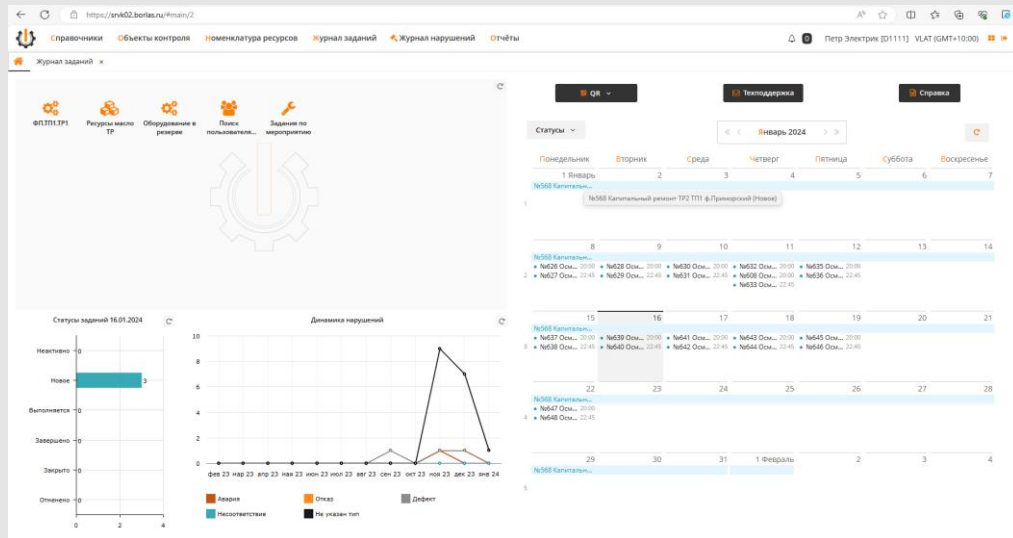 https://srvk02.borlas.ru/#main/2
Справочники Объекты контроля Номенклатура ресурсов Журнал заданий Журнал нарушений Отчёты
0 Петр Электрик [D1111] VLAT (GMT+10:00)
Журнал заданий ×
ФП.ТП1.ТР1
Ресурсы масло ТР
Оборудование в резерве
Поиск пользователя...
Задания по мероприятию
QR Техподдержка Справка
Статусы Январь 2024
Понедельник Вторник Среда Четверг Пятница Суббота Воскресенье
1 Январь 2 3 4 5 6 7
№568 Капитальн...
№568 Капитальный ремонт ТР2 ТП1 ф.Приморский (Новое)
1
8 9 10 11 12 13 14
№568 Капитальн...
№626 Осм... 20:00 №628 Осм... 20:00 №630 Осм... 20:00 №632 Осм... 20:00 №635 Осм... 20:00
2 №627 Осм... 22:45 №629 Осм... 22:45 №631 Осм... 22:45 №608 Осм... 20:00 №636 Осм... 22:45
№633 Осм... 22:45
15 16 17 18 19 20 21
№568 Капитальн...
№637 Осм... 20:00 №639 Осм... 20:00 №641 Осм... 20:00 №643 Осм... 20:00 №645 Осм... 20:00
3 №638 Осм... 22:45 №640 Осм... 22:45 №642 Осм... 22:45 №644 Осм... 22:45 №646 Осм... 22:45
22 23 24 25 26 27 28
№568 Капитальн...
№647 Осм... 20:00
4 №648 Осм... 22:45
29 30 31 1 Февраль 2 3 4
№568 Капитальн...
5
Статусы заданий 16.01.2024
Неактивно 0
Новое 3
Выполняется 0
Завершено 0
Закрыто 0
Отменено 0
0 2 4
Динамика нарушений
10
8
6
4
2
0
фев 23 мар 23 апр 23 мая 23 июн 23 июл 23 авг 23 сен 23 окт 23 ноя 23 дек 23 янв 24
Авария Отказ Дефект
Несоответствие Не указан тип